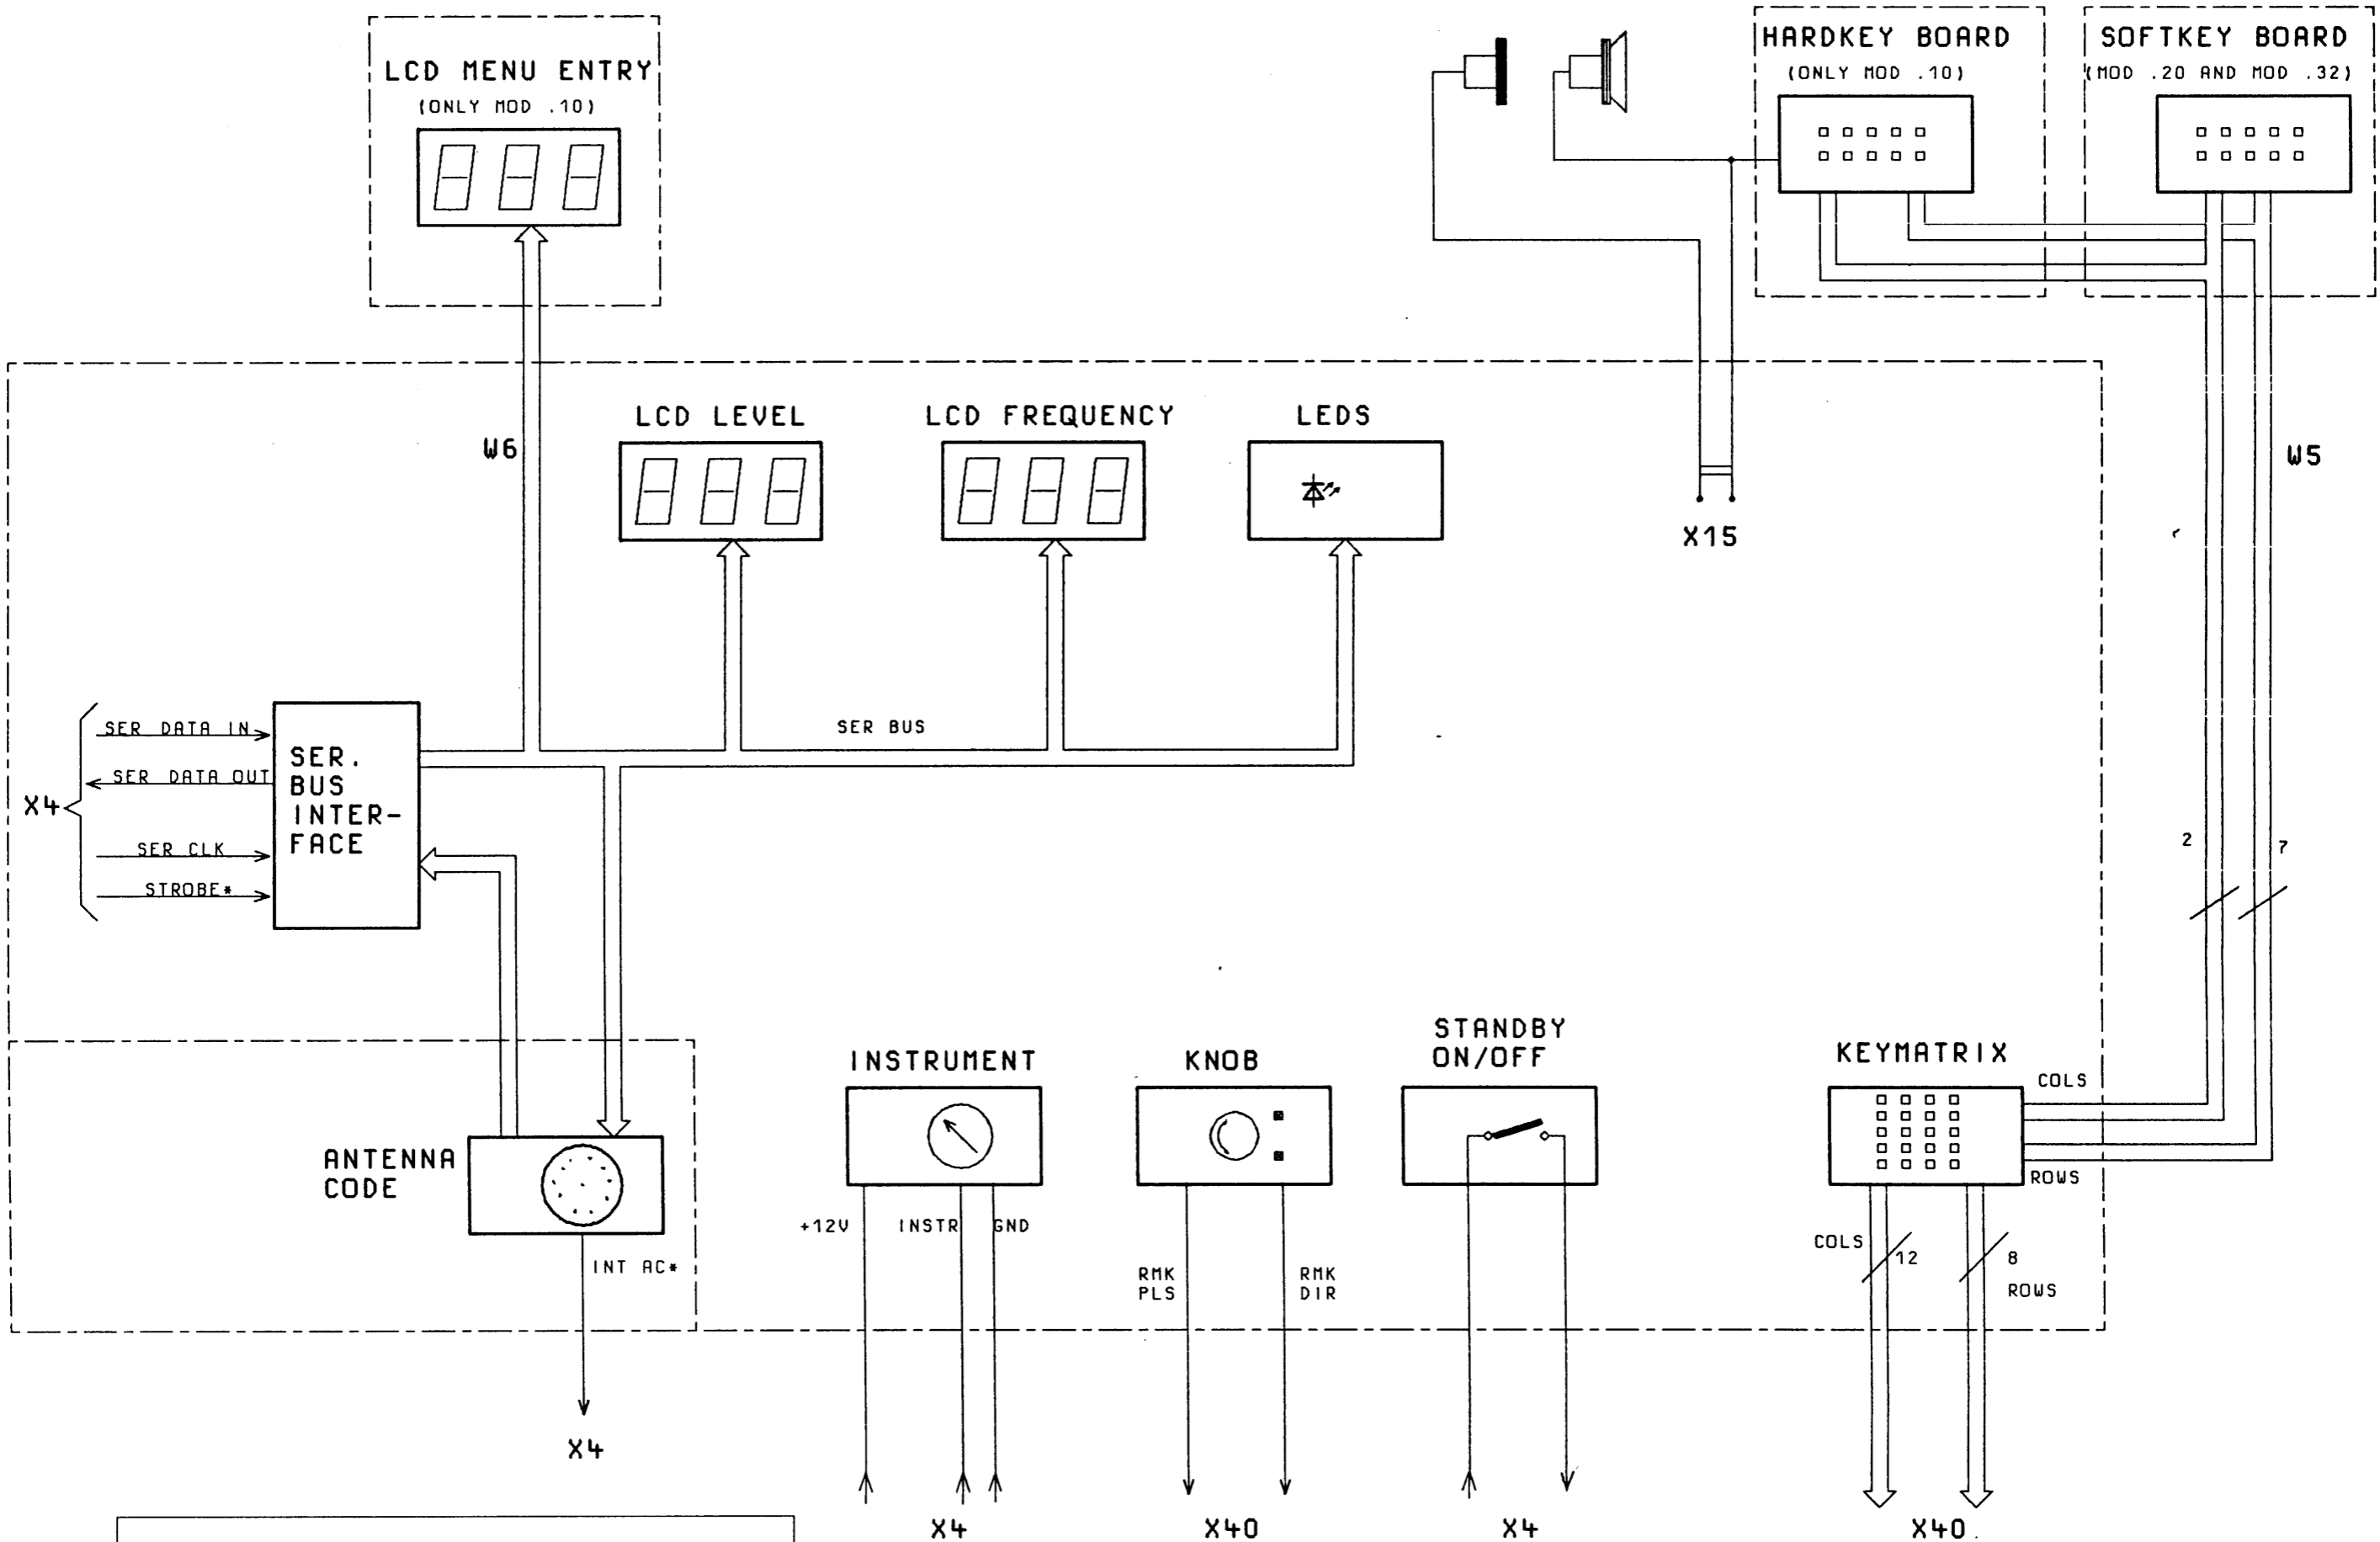 HARDKEY BOARD
(ONLY MOD .10)
SOFTKEY BOARD
(MOD .20 AND MOD .32)
LCD MENU ENTRY
(ONLY MOD .10)
LCD LEVEL
LCD FREQUENCY
LEDS
W6
W5
X15
SER BUS
SER DATA IN
SER DATA OUT
X4
SER CLK
STROBE*
SER.
BUS
INTER-
FACE
2
7
INSTRUMENT
KNOB
STANDBY
ON/OFF
KEYMATRIX
COLS
ROWS
ANTENNA
CODE
INT AC*
+12V
INSTR
GND
RMK
PLS
RMK
DIR
COLS
12
8
ROWS
X4
X4
X40
X4
X40